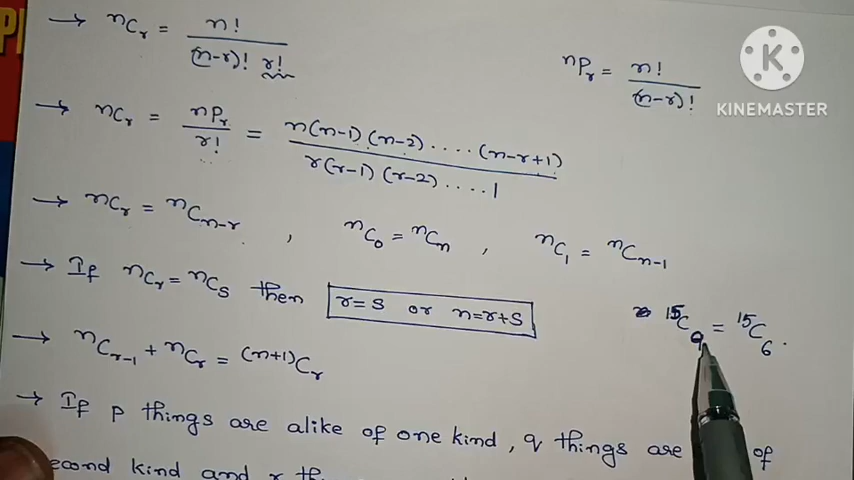 → nCr = n! / (n-r)! r!
nPr = n! / (n-r)!
KINEMASTER
→ nCr = nPr / r! = n(n-1)(n-2)....(n-r+1) / r(r-1)(r-2)....1
→ nCr = nCn-r , nC0 = nCn , nC1 = nCn-1
→ If nCr = nCs then r=s or n=r+s
15C9 = 15C6.
→ nCr-1 + nCr = (n+1)Cr
→ If p things are alike of one kind, q things are of
kind and r